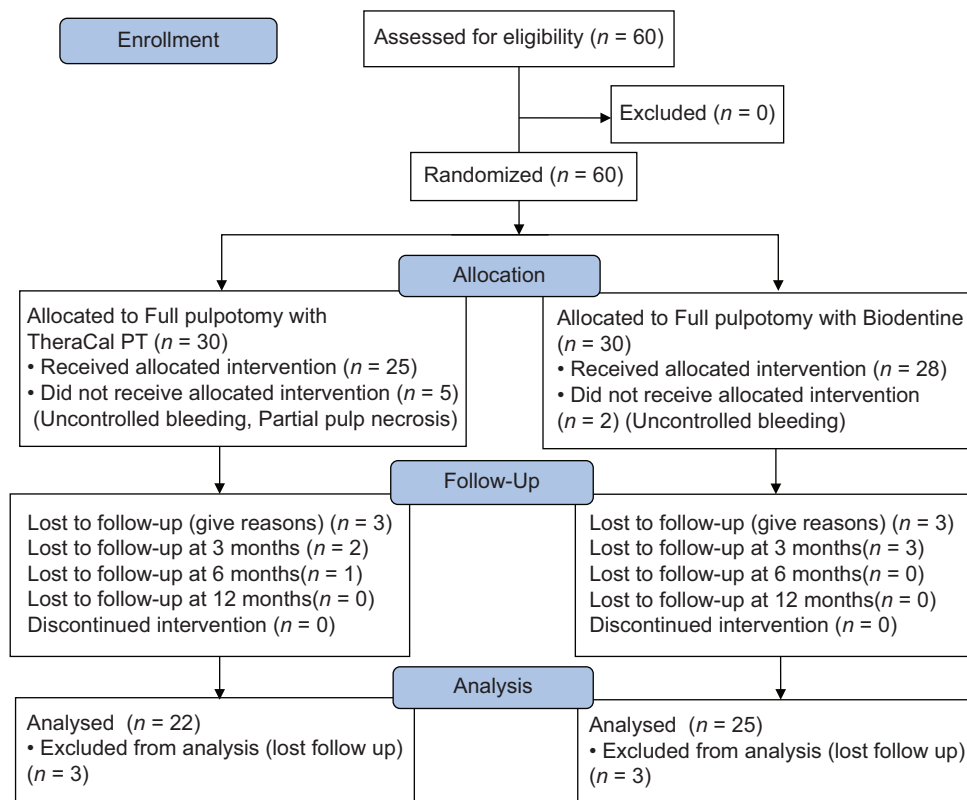 Enrollment
Assessed for eligibility (n = 60)
Excluded (n = 0)
Randomized (n = 60)
Allocation
Allocated to Full pulpotomy with
TheraCal PT (n = 30)
• Received allocated intervention (n = 25)
• Did not receive allocated intervention (n = 5)
(Uncontrolled bleeding, Partial pulp necrosis)
Allocated to Full pulpotomy with Biodentine
(n = 30)
• Received allocated intervention (n = 28)
• Did not receive allocated intervention
(n = 2) (Uncontrolled bleeding)
Follow-Up
Lost to follow-up (give reasons) (n = 3)
Lost to follow-up at 3 months (n = 2)
Lost to follow-up at 6 months(n = 1)
Lost to follow-up at 12 months(n = 0)
Discontinued intervention (n = 0)
Lost to follow-up (give reasons) (n = 3)
Lost to follow-up at 3 months(n = 3)
Lost to follow-up at 6 months(n = 0)
Lost to follow-up at 12 months(n = 0)
Discontinued intervention (n = 0)
Analysis
Analysed (n = 22)
• Excluded from analysis (lost follow up)
(n = 3)
Analysed (n = 25)
• Excluded from analysis (lost follow up)
(n = 3)